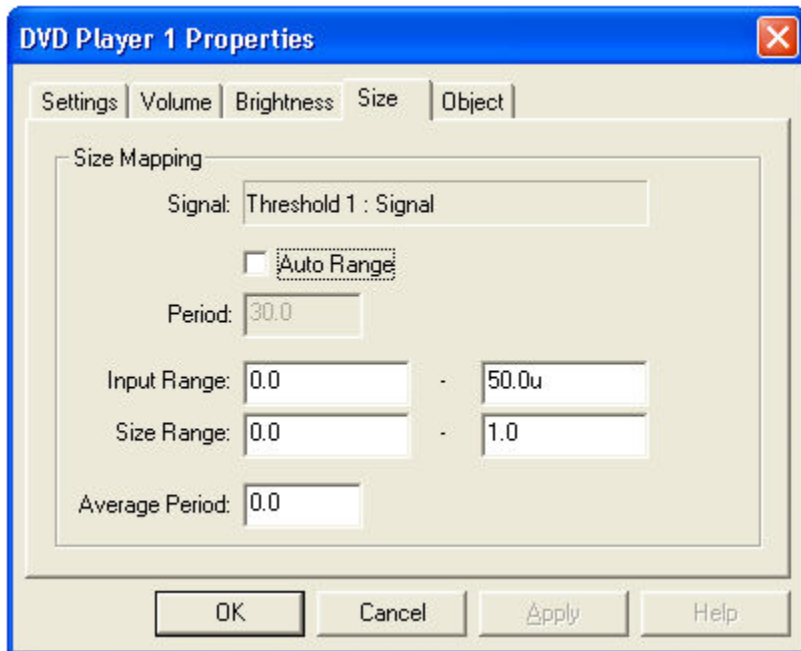 DVD Player 1 Properties
Settings Volume Brightness Size Object
Size Mapping
Signal: Threshold 1 : Signal
Auto Range
Period: 30.0
Input Range: 0.0 - 50.0u
Size Range: 0.0 - 1.0
Average Period: 0.0
OK Cancel Apply Help